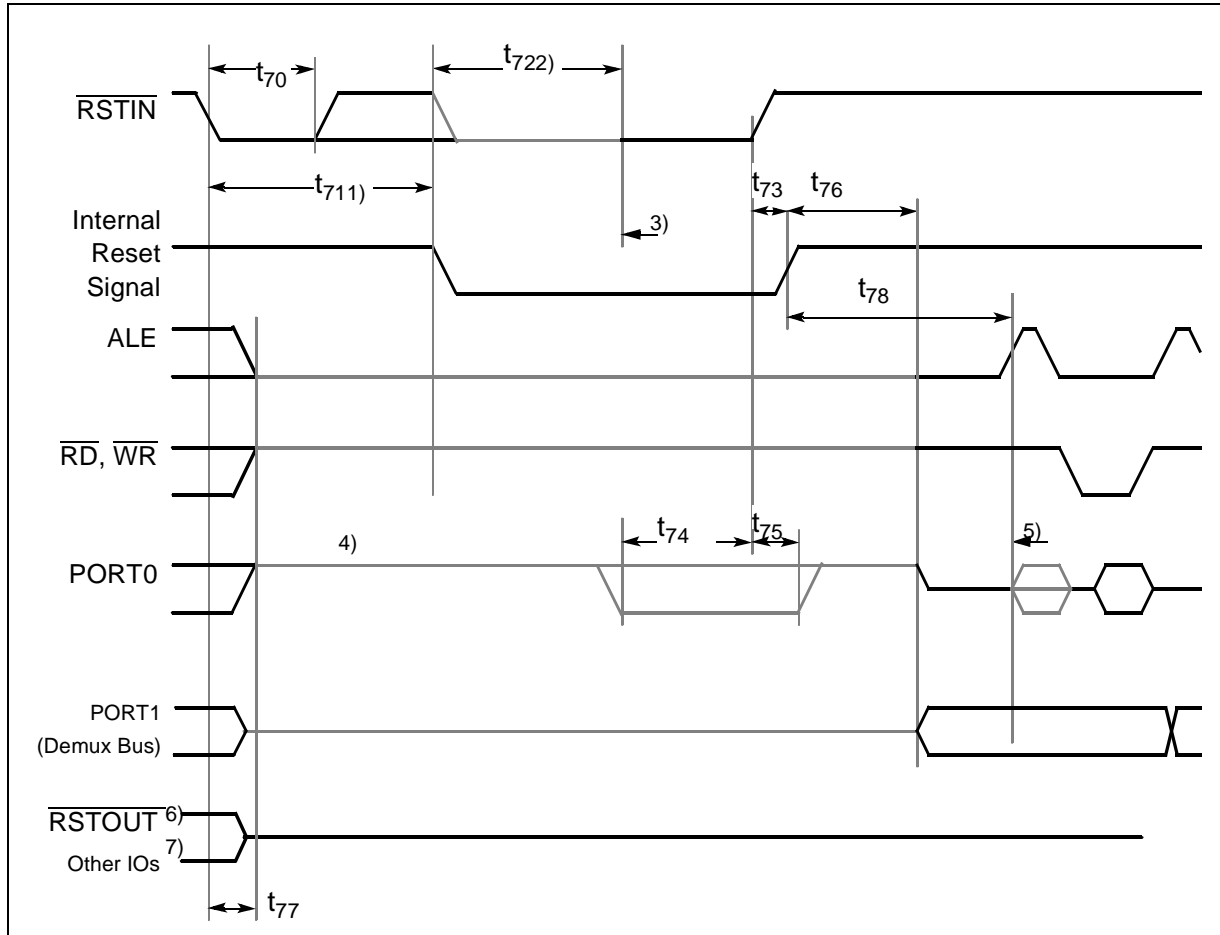 t70
t722)
RSTIN
t711)
t73
t76
3)
Internal
Reset
Signal
t78
ALE
RD, WR
t74
t75
5)
4)
PORT0
PORT1
(Demux Bus)
RSTOUT 6)
Other IOs 7)
t77